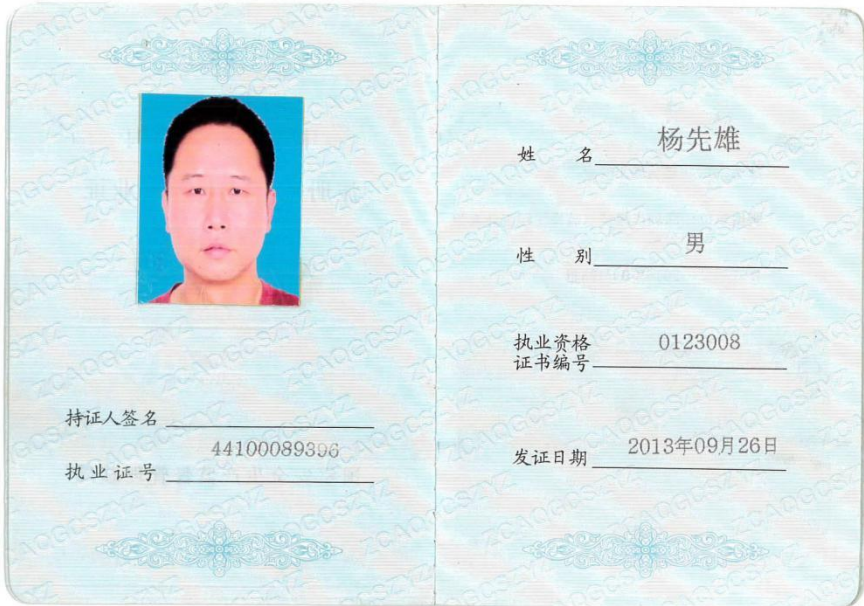 持证人签名
执业证号 44100089396
姓名 杨先雄
性别 男
执业资格
证书编号 0123008
发证日期 2013年09月26日